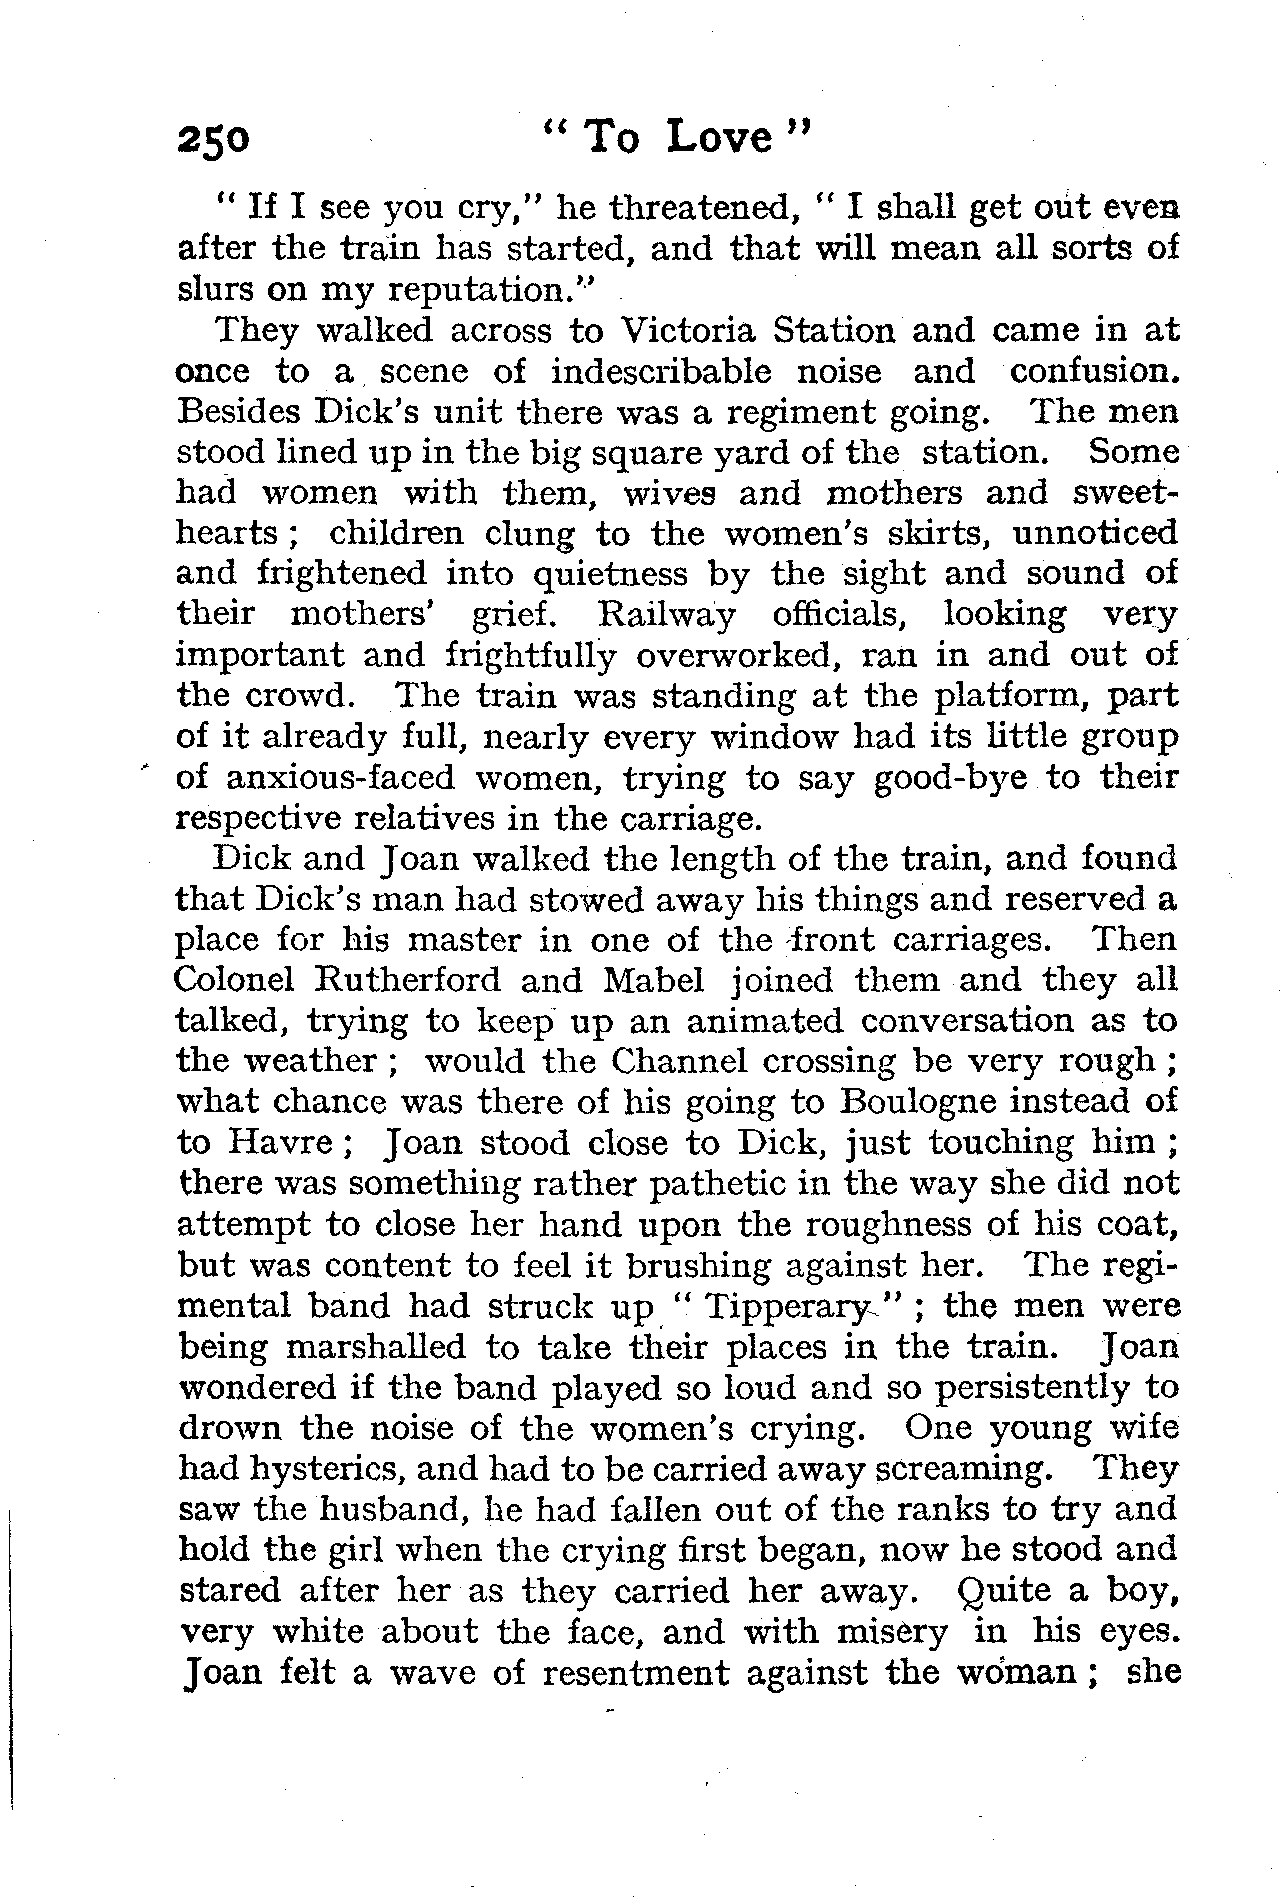 250 " To Love "
" If I see you cry," he threatened, " I shall get out even
after the train has started, and that will mean all sorts of
slurs on my reputation."
They walked across to Victoria Station and came in at
once to a scene of indescribable noise and confusion.
Besides Dick's unit there was a regiment going. The men
stood lined up in the big square yard of the station. Some
had women with them, wives and mothers and sweet-
hearts ; children clung to the women's skirts, unnoticed
and frightened into quietness by the sight and sound of
their mothers' grief. Railway officials, looking very
important and frightfully overworked, ran in and out of
the crowd. The train was standing at the platform, part
of it already full, nearly every window had its little group
of anxious-faced women, trying to say good-bye to their
respective relatives in the carriage.
Dick and Joan walked the length of the train, and found
that Dick's man had stowed away his things and reserved a
place for his master in one of the front carriages. Then
Colonel Rutherford and Mabel joined them and they all
talked, trying to keep up an animated conversation as to
the weather ; would the Channel crossing be very rough ;
what chance was there of his going to Boulogne instead of
to Havre ; Joan stood close to Dick, just touching him ;
there was something rather pathetic in the way she did not
attempt to close her hand upon the roughness of his coat,
but was content to feel it brushing against her. The regi-
mental band had struck up " Tipperary " ; the men were
being marshalled to take their places in the train. Joan
wondered if the band played so loud and so persistently to
drown the noise of the women's crying. One young wife
had hysterics, and had to be carried away screaming. They
saw the husband, he had fallen out of the ranks to try and
hold the girl when the crying first began, now he stood and
stared after her as they carried her away. Quite a boy,
very white about the face, and with misery in his eyes.
Joan felt a wave of resentment against the woman ; she